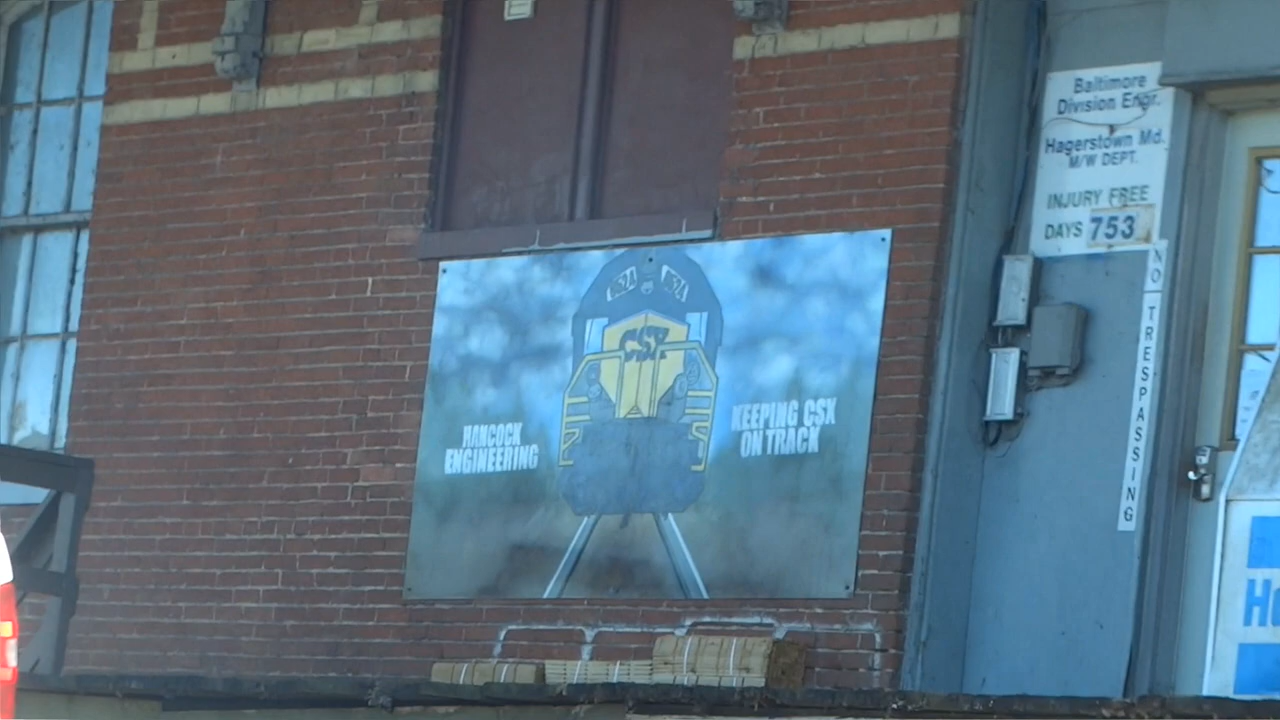 Baltimore
Division Engr.
Hagerstown Md.
M/W DEPT.
INJURY FREE
DAYS 753
NO TRESPASSING
CSX
HANCOCK
ENGINEERING
KEEPING CSX
ON TRACK